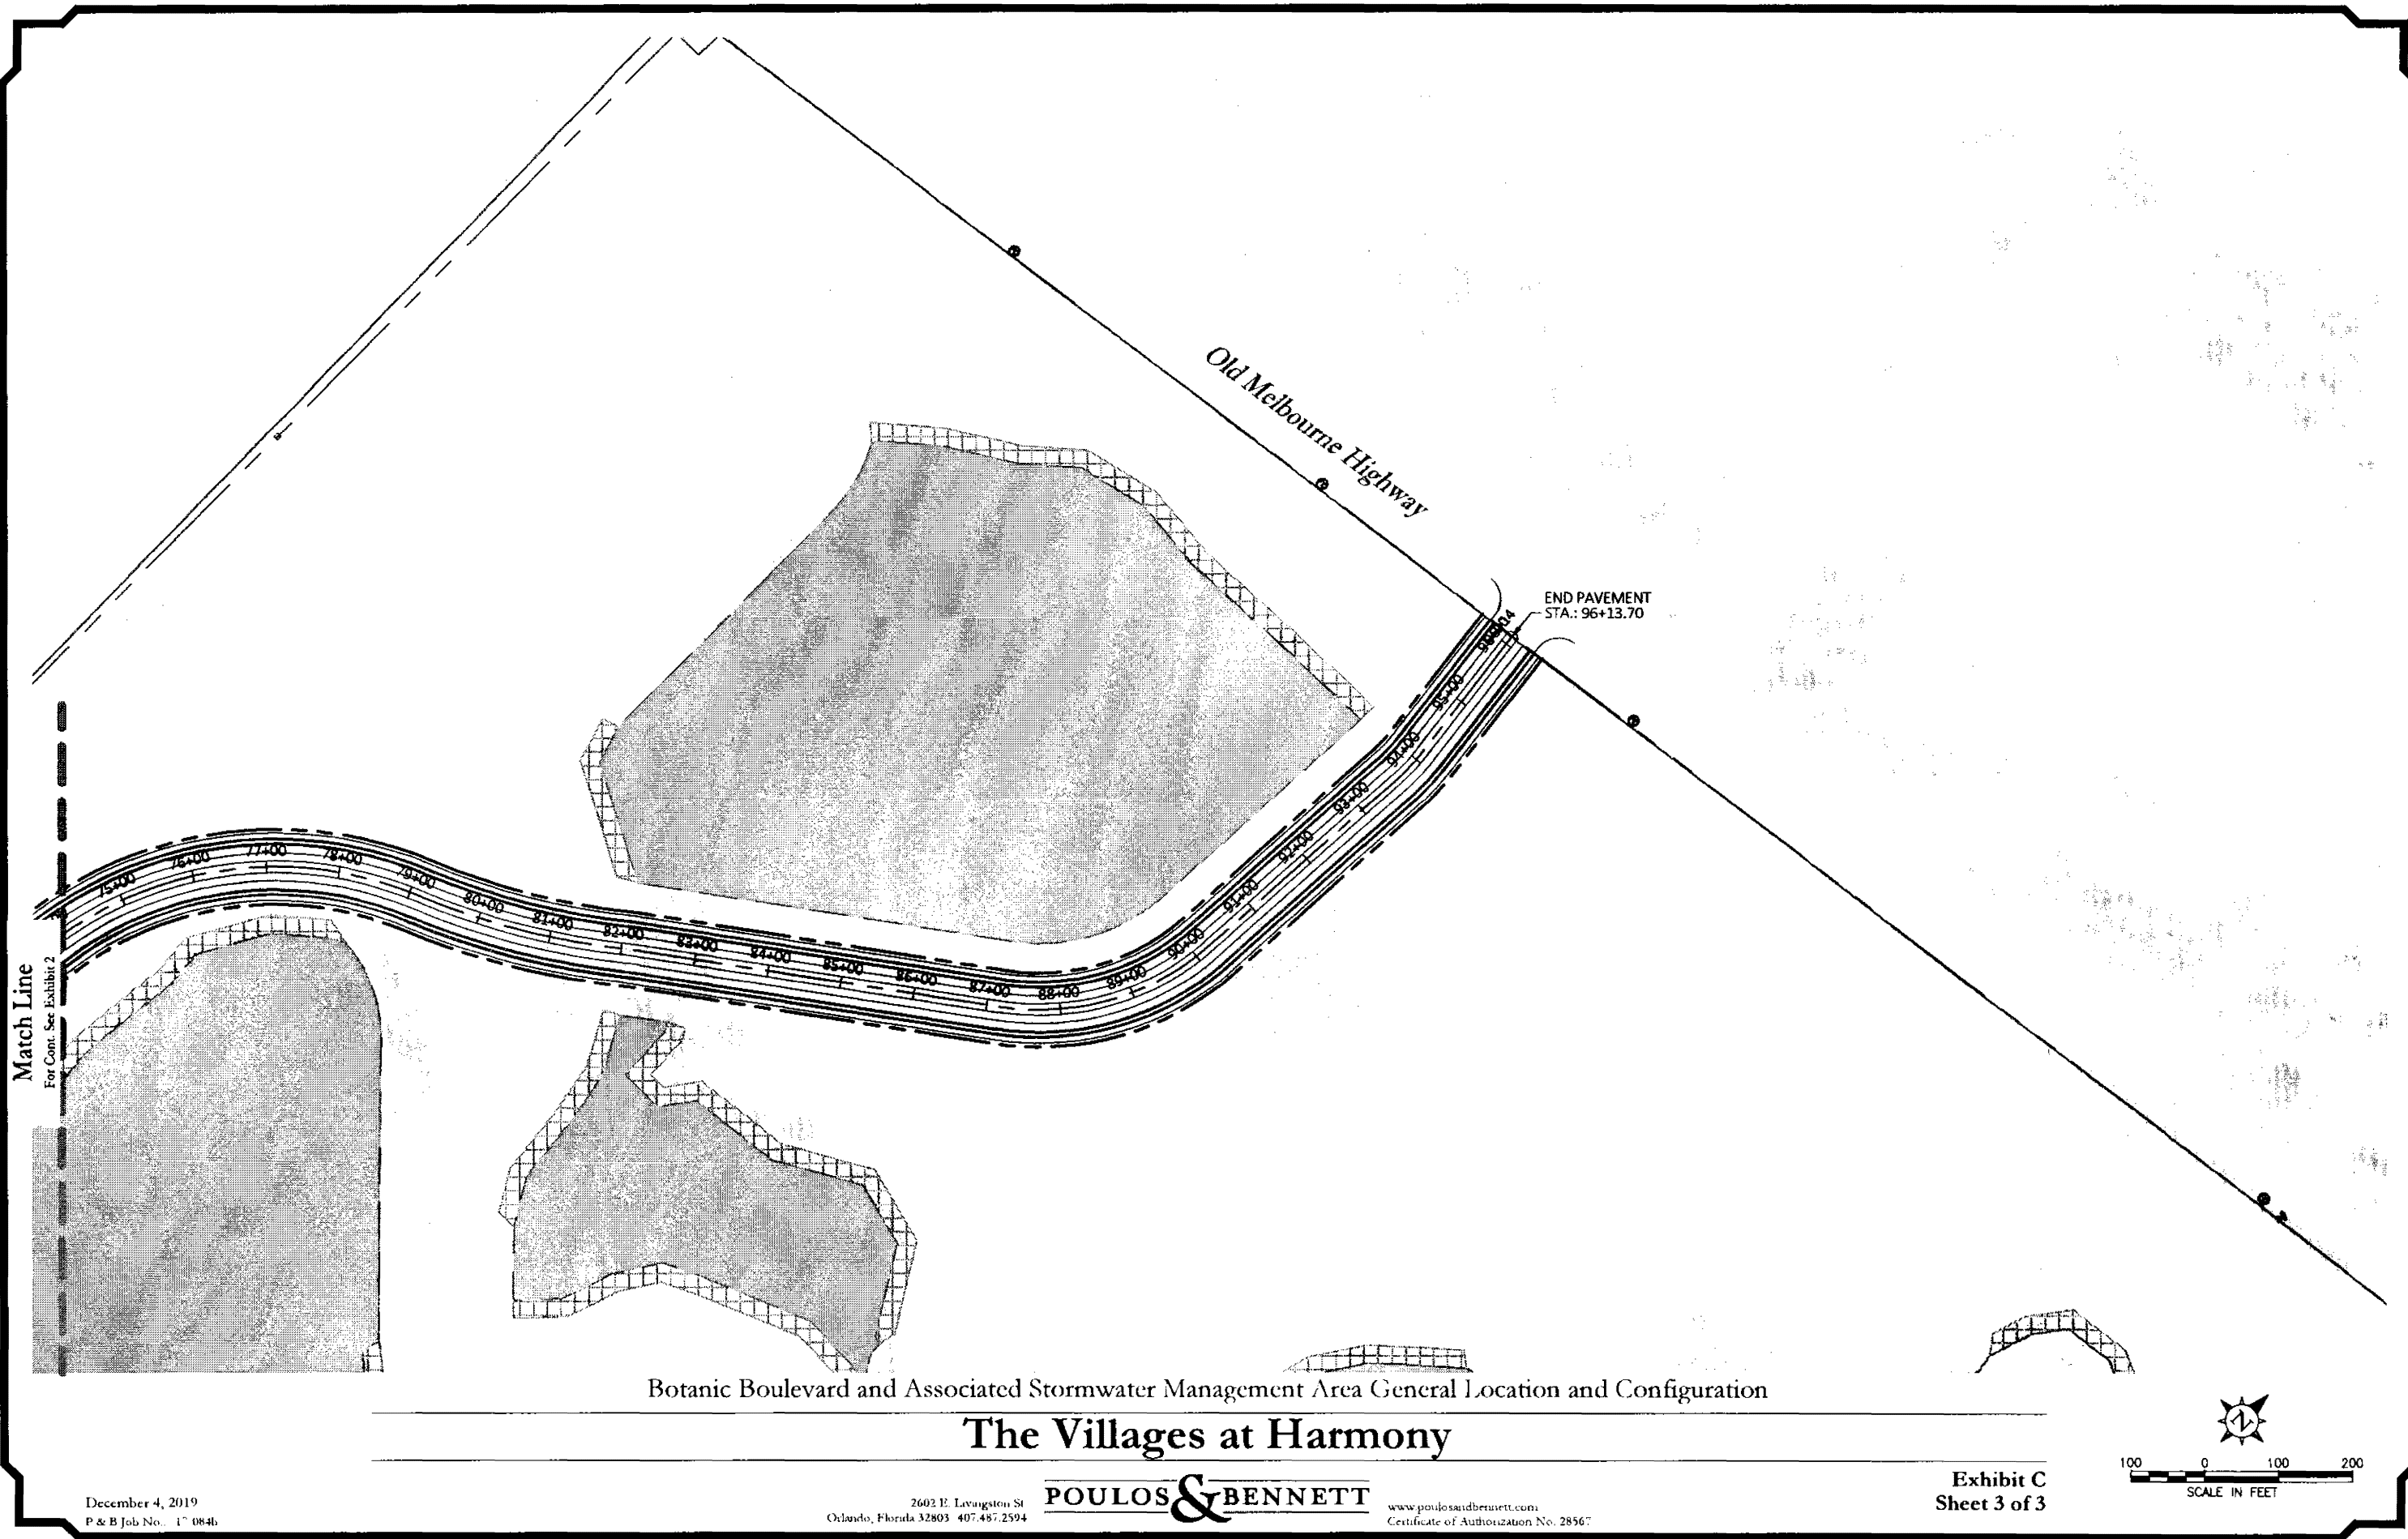 Old Melbourne Highway
END PAVEMENT
STA.: 96+13.70
95+00
94+00
93+00
92+00
91+00
90+00
89+00
88+00
87+00
86+00
85+00
84+00
83+00
82+00
81+00
80+00
79+00
78+00
77+00
76+00
75+00
Match Line
For Cont. See Exhibit 2
Botanic Boulevard and Associated Stormwater Management Area General Location and Configuration
The Villages at Harmony
December 4, 2019
P & B Job No.:
2602 E. Livingston St
Orlando, Florida 32803 407.487.2594
POULOS & BENNETT
www.poulosandbennett.com
Certificate of Authorization No. 28567
Exhibit C
Sheet 3 of 3
100 0 100 200
SCALE IN FEET